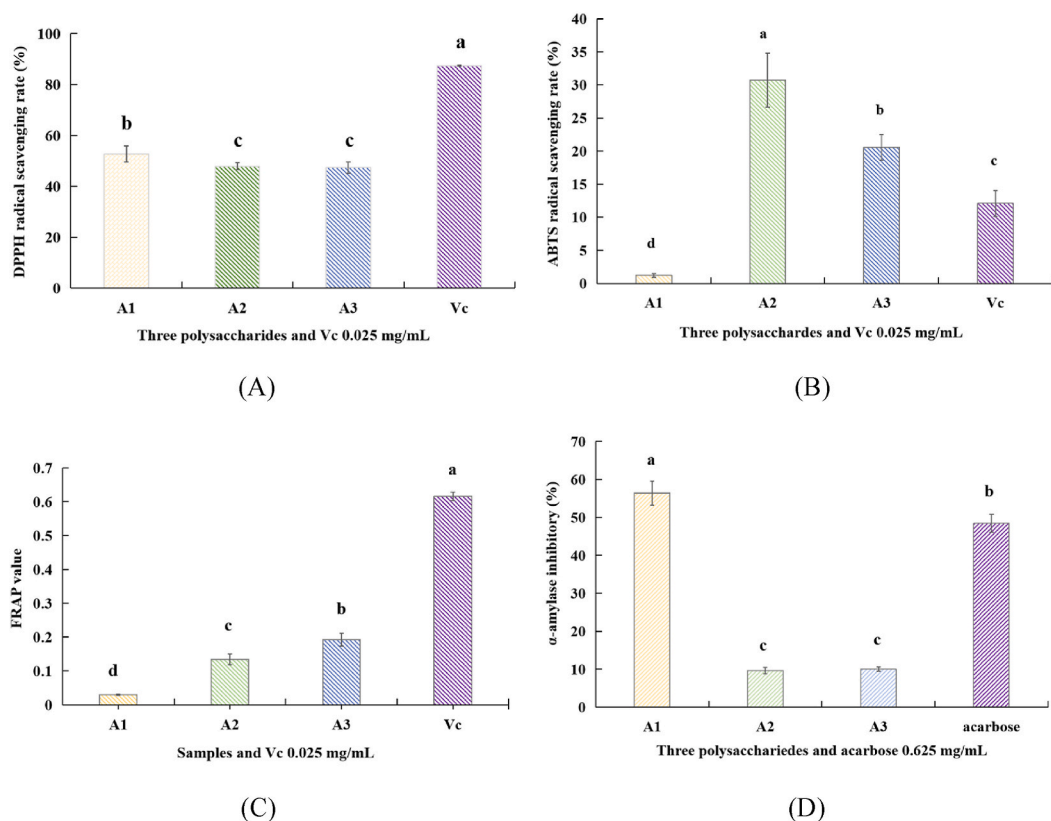 DPPH radical scavenging rate (%)
100
80
60
40
20
0
b
c
c
a
A1 A2 A3 Vc
Three polysaccharides and Vc 0.025 mg/mL
(A)
ABTS radical scavenging rate (%)
40
35
30
25
20
15
10
5
0
d
a
b
c
A1 A2 A3 Vc
Three polysacchardes and Vc 0.025 mg/mL
(B)
FRAP value
0.7
0.6
0.5
0.4
0.3
0.2
0.1
0
d
c
b
a
A1 A2 A3 Vc
Samples and Vc 0.025 mg/mL
(C)
α-amylase inhibitory (%)
70
60
50
40
30
20
10
0
a
c
c
b
A1 A2 A3 acarbose
Three polysacchariedes and acarbose 0.625 mg/mL
(D)